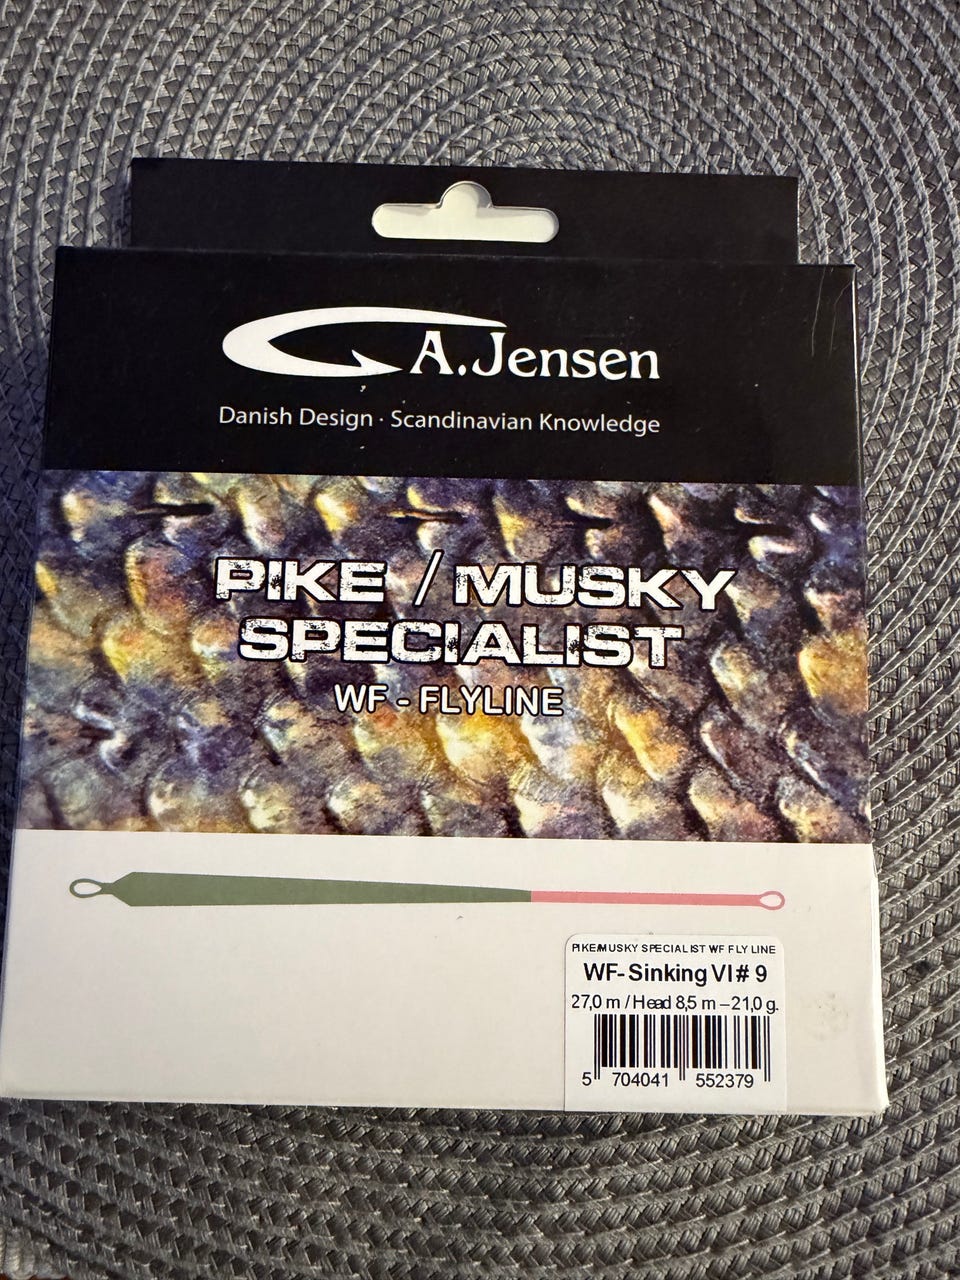 A.Jensen
Danish Design · Scandinavian Knowledge
PIKE / MUSKY
SPECIALIST
WF - FLYLINE
PIKE/MUSKY SPECIALIST WF FLY LINE
WF- Sinking VI # 9
27,0 m / Head 8,5 m – 21,0 g.
5 704041 552379